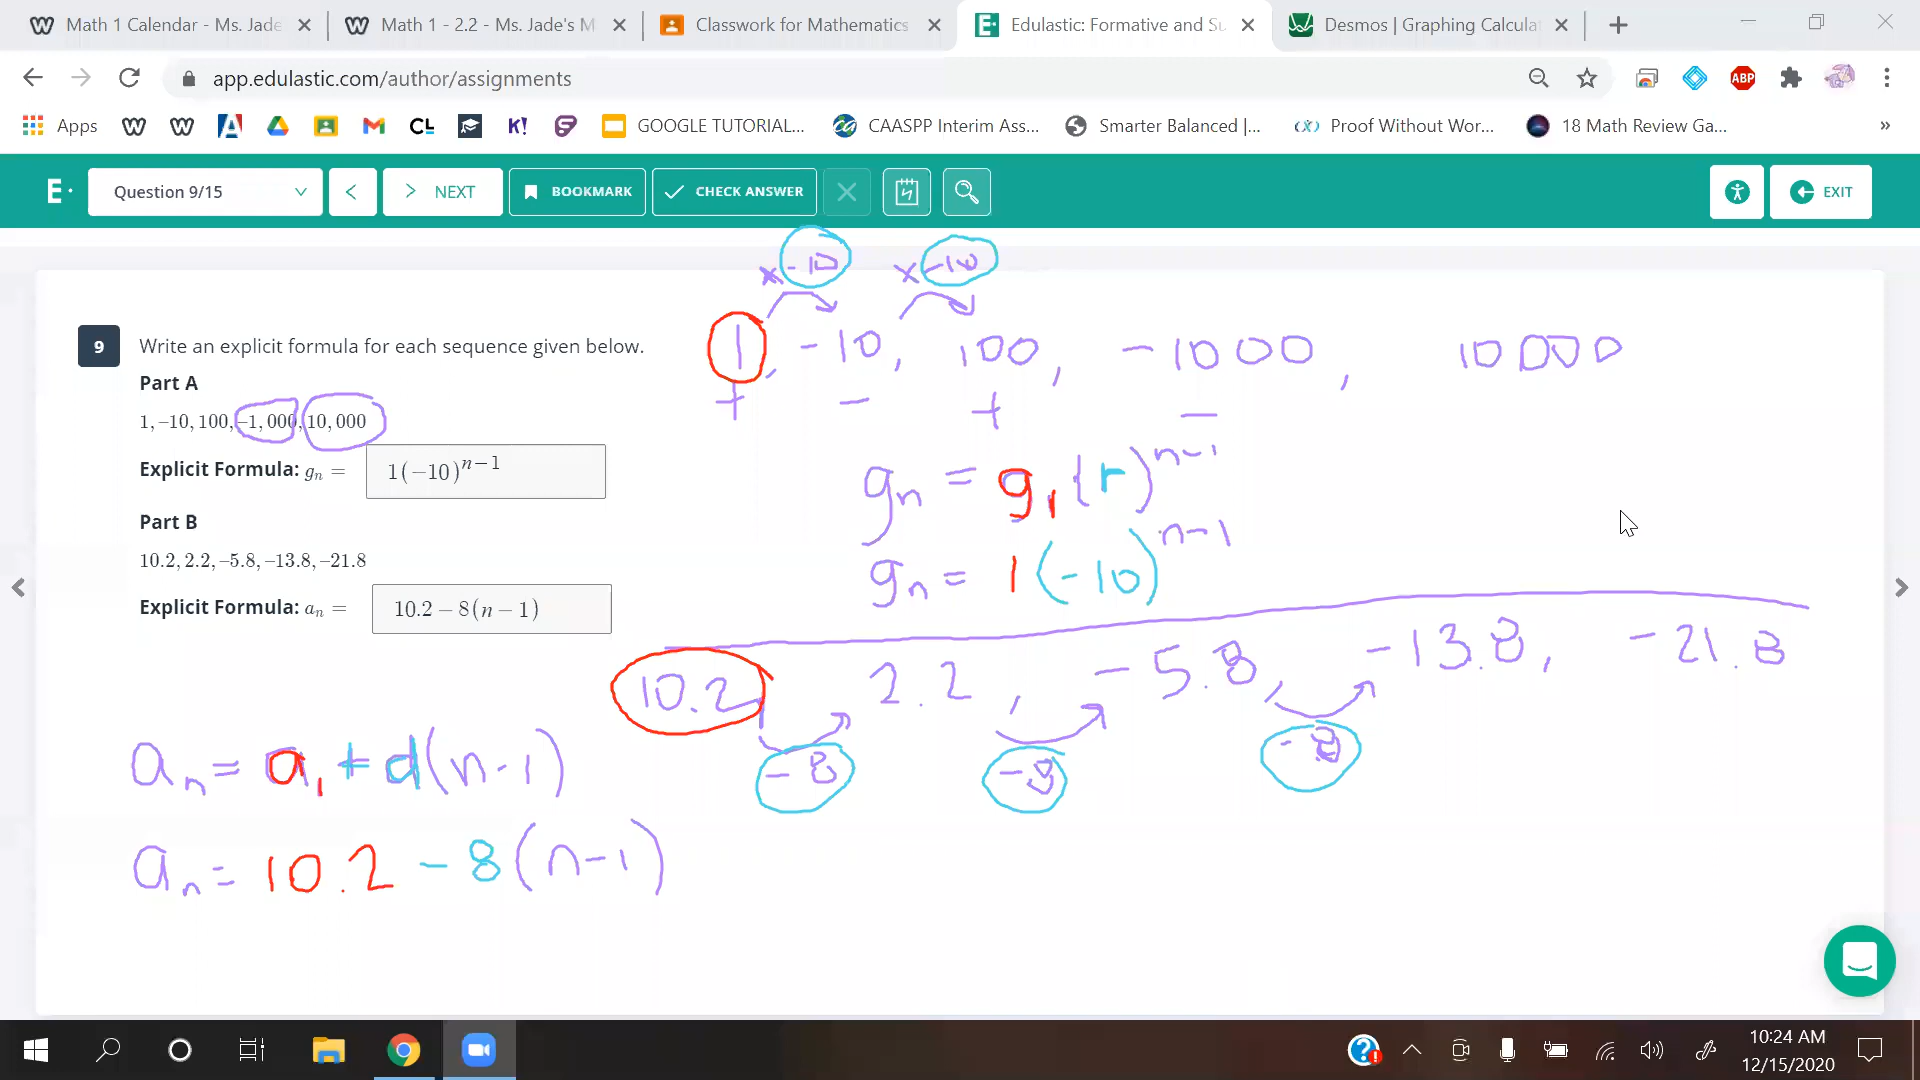 Math 1 Calendar - Ms. Jade
Math 1 - 2.2 - Ms. Jade's M
Classwork for Mathematics
Edulastic: Formative and Su
Desmos | Graphing Calculat
app.edulastic.com/author/assignments
ABP
Apps
CL
K!
GOOGLE TUTORIAL...
CAASPP Interim Ass...
Smarter Balanced |...
Proof Without Wor...
18 Math Review Ga...
»
E
Question 9/15
NEXT
BOOKMARK
CHECK ANSWER
EXIT
×-10 ×-10
9
Write an explicit formula for each sequence given below.
1, -10, 100, -1000, 10000
+ - + -
Part A
1, –10, 100, –1, 000, 10, 000
Explicit Formula: gₙ = 1(−10)ⁿ⁻¹
gₙ = g₁(r)ⁿ⁻¹
Part B
10.2, 2.2, –5.8, –13.8, –21.8
gₙ = 1(-10)ⁿ⁻¹
Explicit Formula: aₙ = 10.2 − 8(n − 1)
10.2, 2.2, -5.8, -13.8, -21.8
-8 -8 -8
aₙ = a₁ + d(n-1)
aₙ = 10.2 - 8(n-1)
10:24 AM
12/15/2020